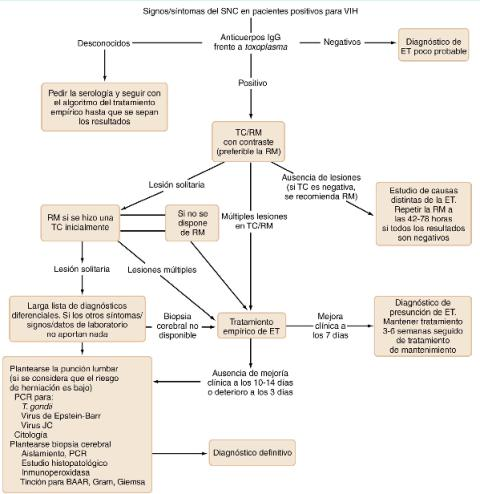 Signos/síntomas del SNC en pacientes positivos para VIH
Desconocidos
Anticuerpos IgG
frente a toxoplasma
Negativos
Diagnóstico de
ET poco probable
Positivo
Pedir la serología y seguir con
el algoritmo del tratamiento
empírico hasta que se sepan
los resultados
TC/RM
con contraste
(preferible la RM)
Lesión solitaria
Ausencia de lesiones
(si TC es negativa,
se recomienda RM)
Múltiples lesiones
en TC/RM
RM si se hizo una
TC inicialmente
Si no se
dispone
de RM
Estudio de causas
distintas de la ET.
Repetir la RM a
las 42-78 horas
si todos los resultados
son negativos
Lesión solitaria
Lesiones múltiples
Larga lista de diagnósticos
diferenciales. Si los otros síntomas/
signos/datos de laboratorio
no aportan nada
Biopsia
cerebral no
disponible
Tratamiento
empírico de ET
Mejora
clínica a
los 7 días
Diagnóstico de
presunción de ET.
Mantener tratamiento
3-6 semanas seguido
de tratamiento
de mantenimiento
Ausencia de mejoría
clínica a los 10-14 días
o deterioro a los 3 días
Plantearse la punción lumbar
(si se considera que el riesgo
de herniación es bajo)
PCR para:
T. gondii
Virus de Epstein-Barr
Virus JC
Citología
Plantearse biopsia cerebral
Aislamiento, PCR
Estudio histopatológico
Inmunoperoxidasa
Tinción para BAAR, Gram, Giemsa
Diagnóstico definitivo